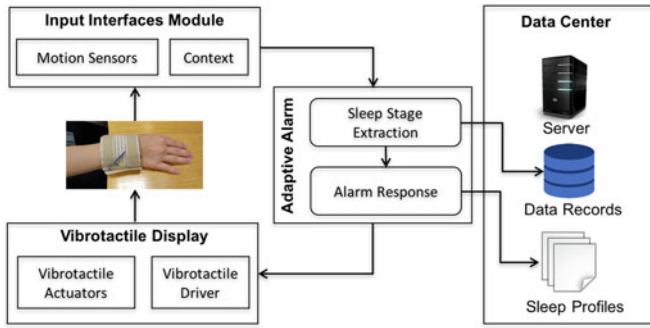 Input Interfaces Module
Motion Sensors
Context
Adaptive Alarm
Sleep Stage
Extraction
Alarm Response
Vibrotactile Display
Vibrotactile
Actuators
Vibrotactile
Driver
Data Center
Server
Data Records
Sleep Profiles